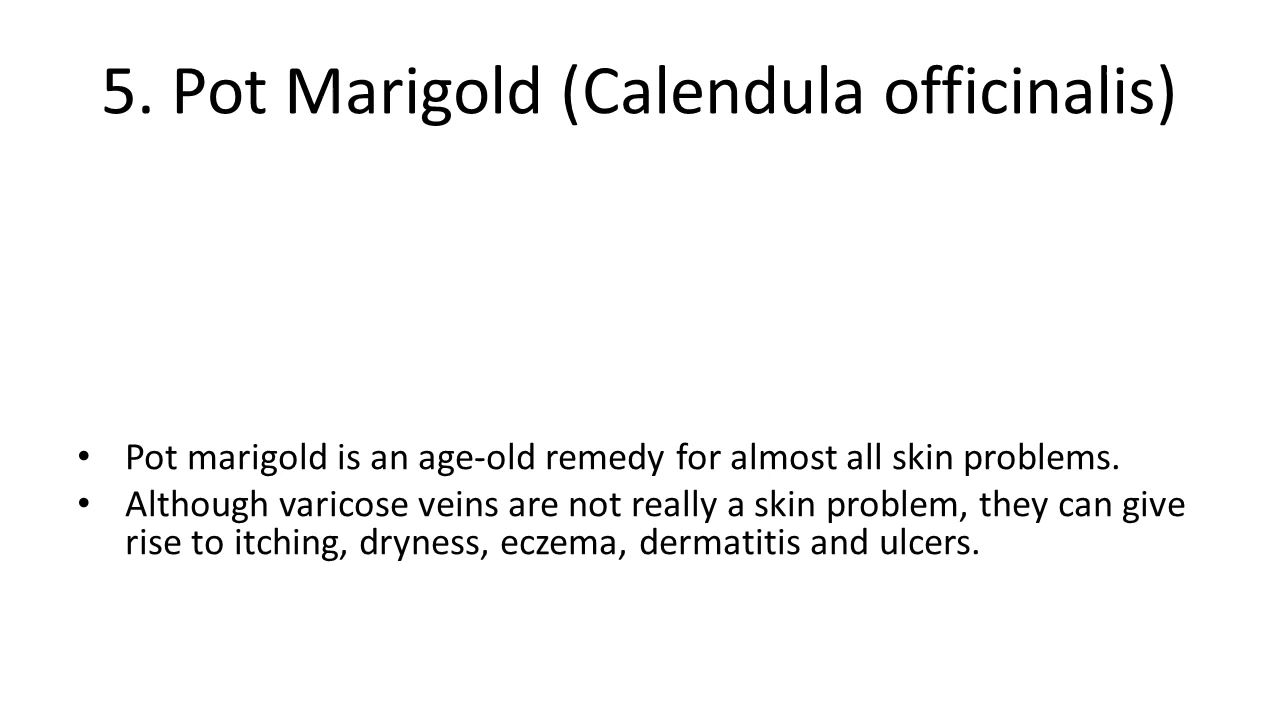 5. Pot Marigold (Calendula officinalis)
• Pot marigold is an age-old remedy for almost all skin problems.
• Although varicose veins are not really a skin problem, they can give
rise to itching, dryness, eczema, dermatitis and ulcers.